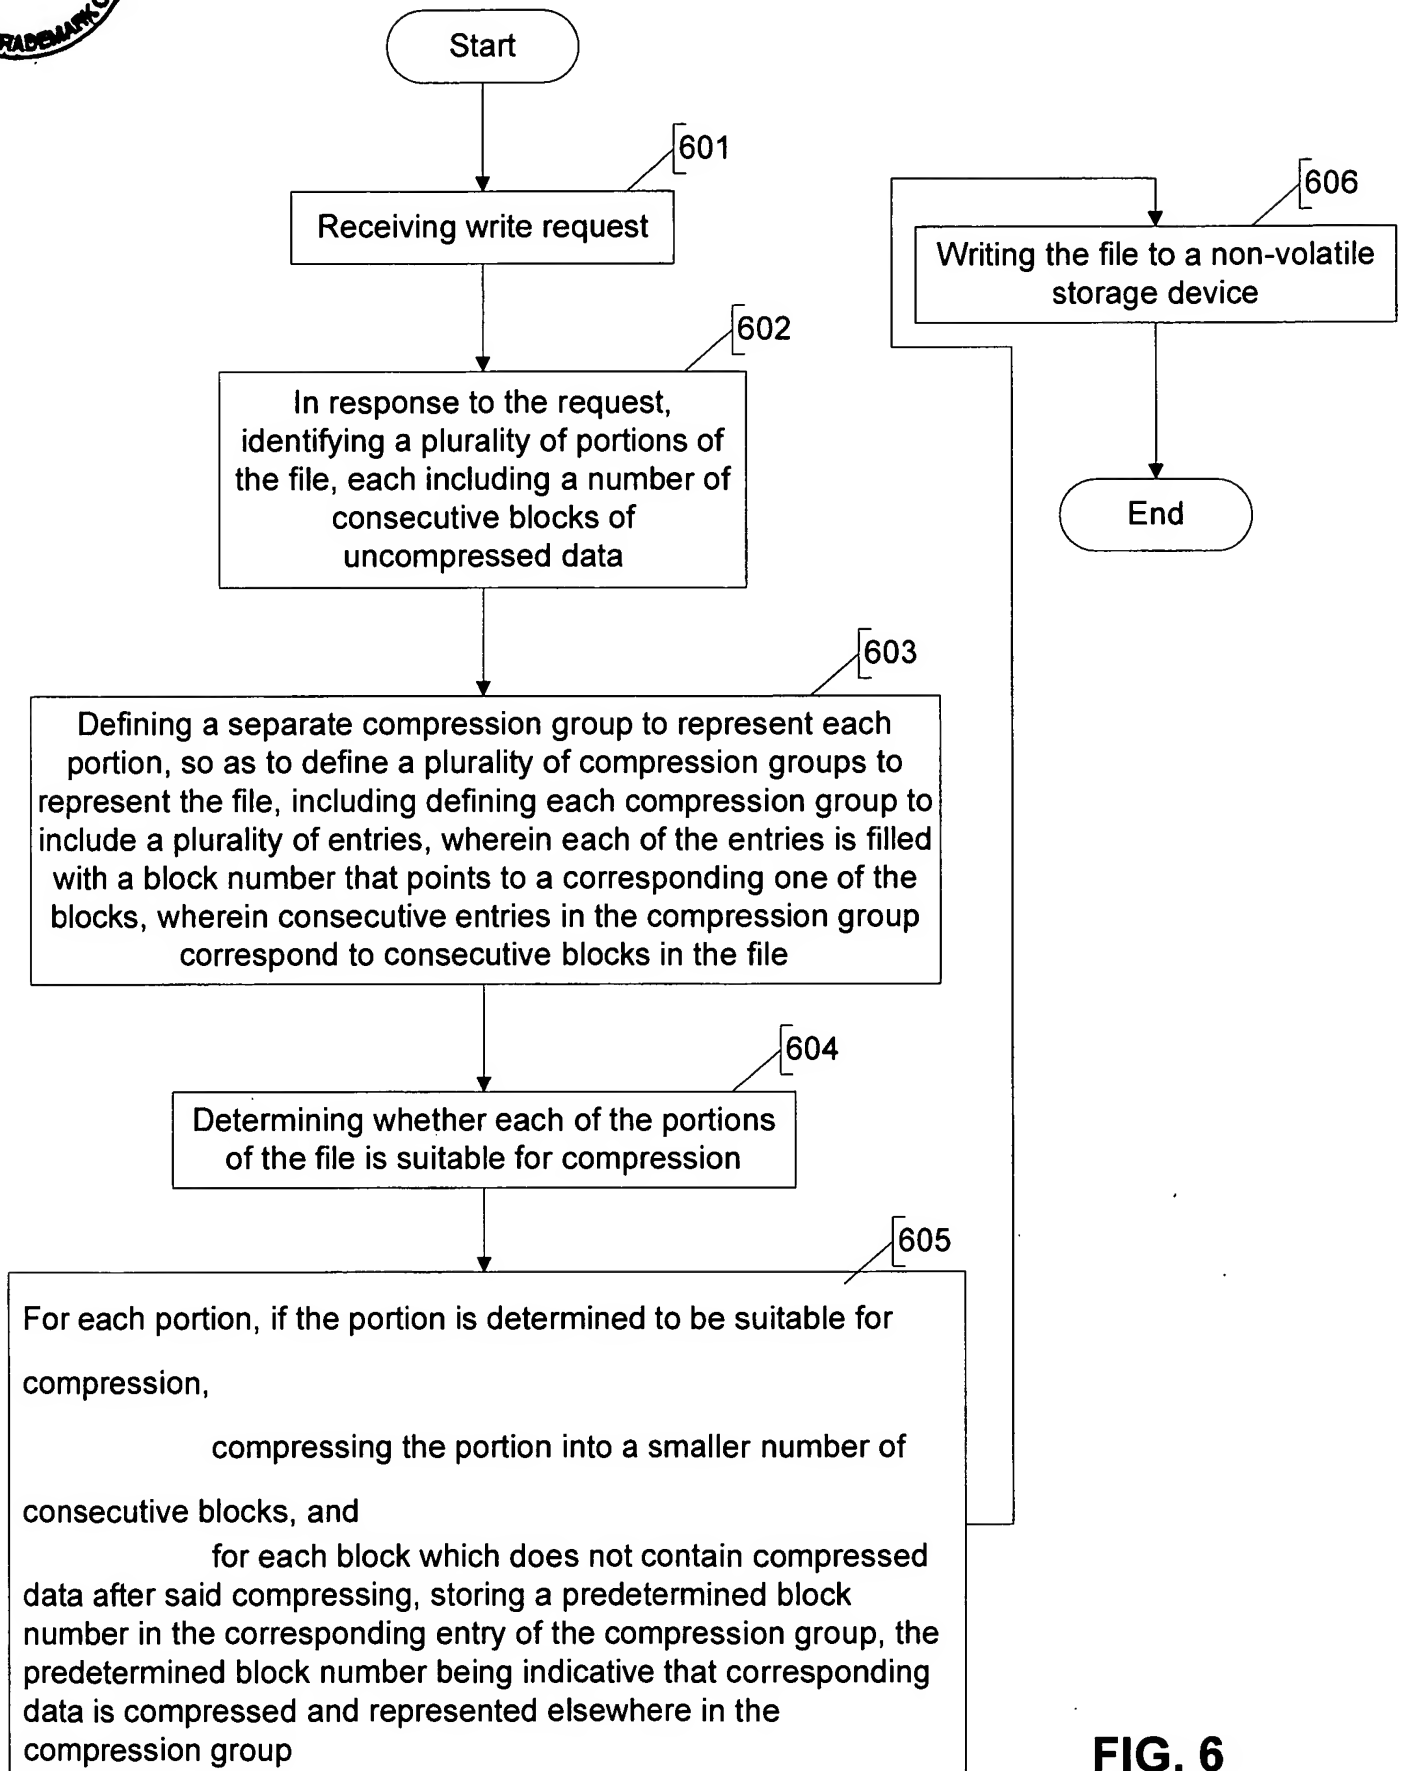 Start
601
Receiving write request
602
In response to the request,
identifying a plurality of portions of
the file, each including a number of
consecutive blocks of
uncompressed data
603
Defining a separate compression group to represent each
portion, so as to define a plurality of compression groups to
represent the file, including defining each compression group to
include a plurality of entries, wherein each of the entries is filled
with a block number that points to a corresponding one of the
blocks, wherein consecutive entries in the compression group
correspond to consecutive blocks in the file
604
Determining whether each of the portions
of the file is suitable for compression
605
For each portion, if the portion is determined to be suitable for
compression,
compressing the portion into a smaller number of
consecutive blocks, and
for each block which does not contain compressed
data after said compressing, storing a predetermined block
number in the corresponding entry of the compression group, the
predetermined block number being indicative that corresponding
data is compressed and represented elsewhere in the
compression group
606
Writing the file to a non-volatile
storage device
End
FIG. 6